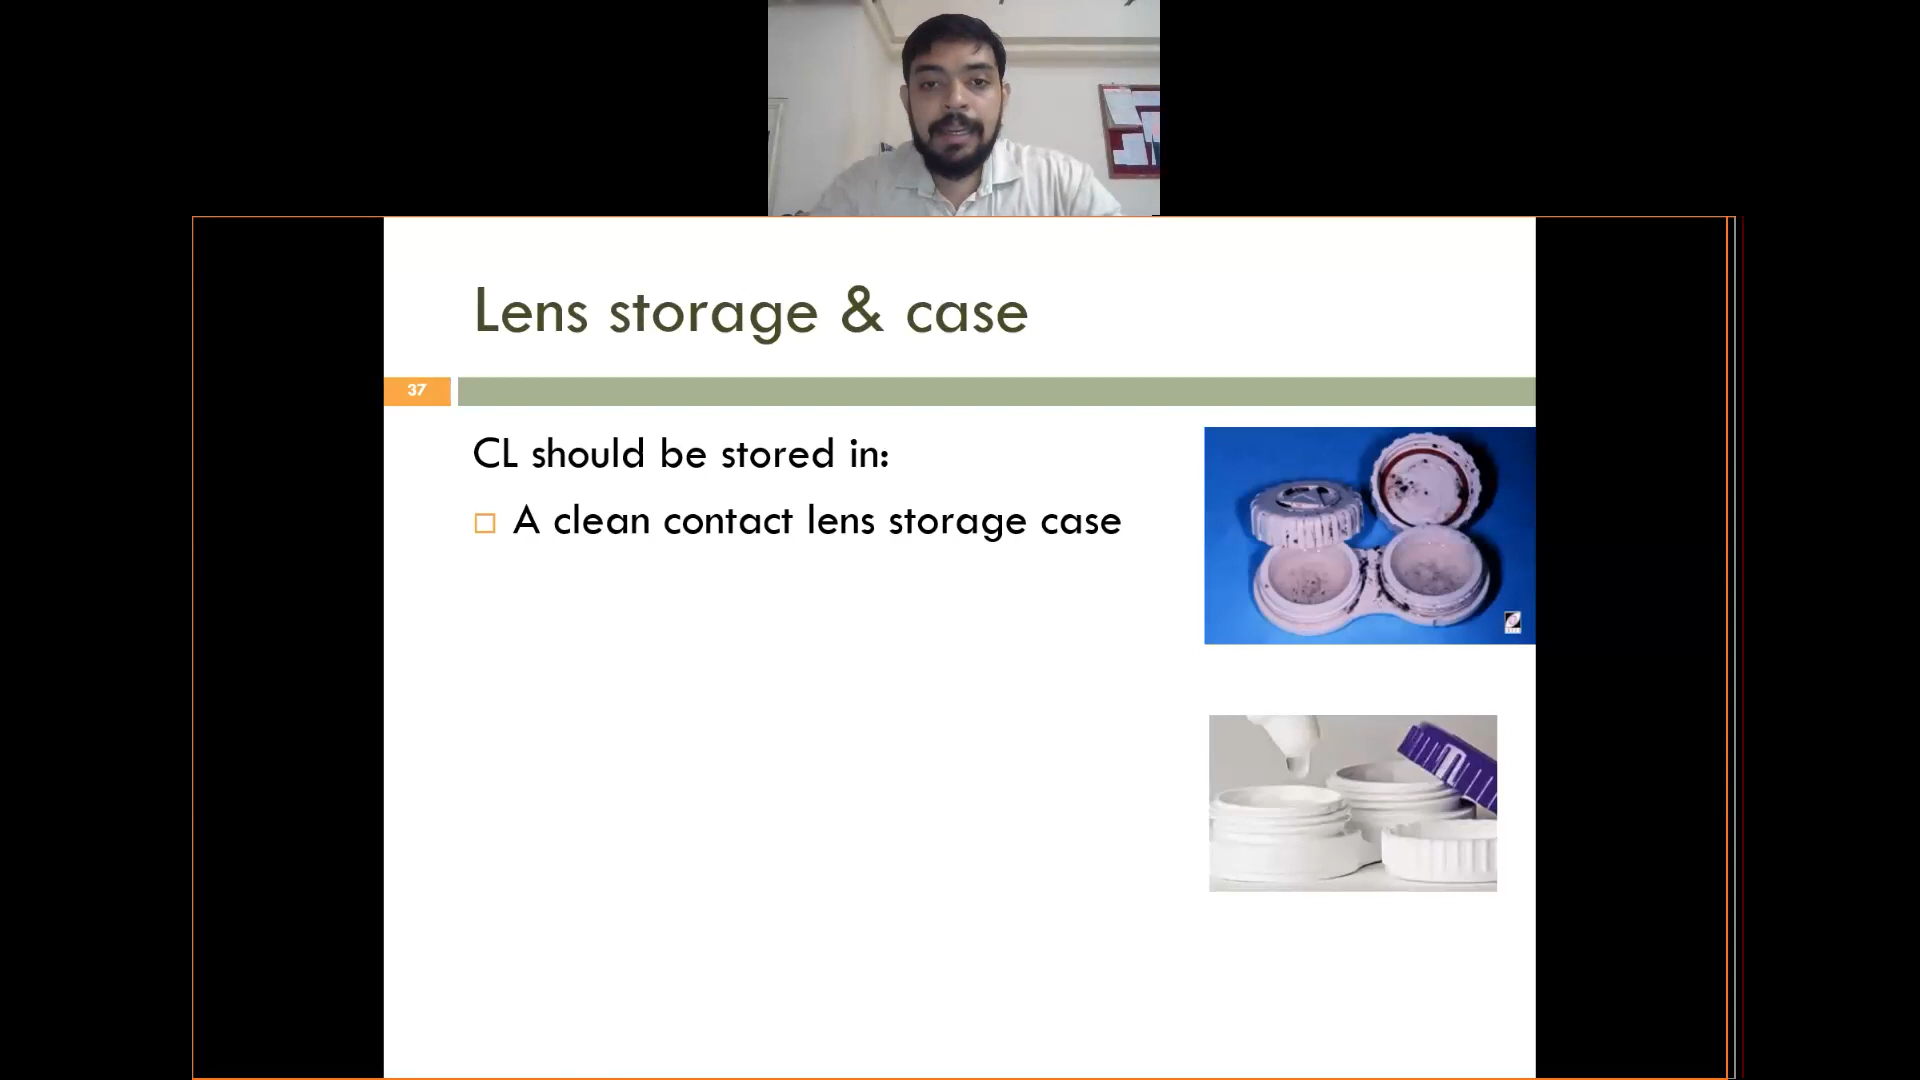 Lens storage & case
37
CL should be stored in:
A clean contact lens storage case